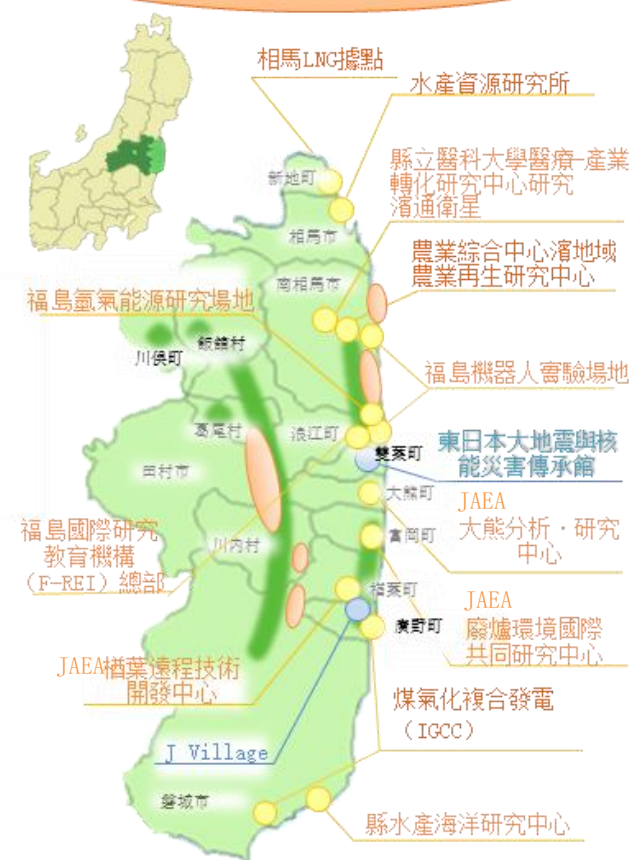 相馬LNG據點
水產資源研究所
新地町
縣立醫科大學醫療-產業
轉化研究中心研究
濱通衛星
相馬市
農業綜合中心濱地域
農業再生研究中心
南相馬市
福島氫氣能源研究場地
飯舘村
川俣町
福島機器人實驗場地
葛尾村
浪江町
雙葉町
東日本大地震與核
能災害傳承館
田村市
大熊町
JAEA
大熊分析·研究
中心
福島國際研究
教育機構
(F-REI)總部
川內村
富岡町
楢葉町
JAEA
廢爐環境國際
共同研究中心
廣野町
JAEA楢葉遠程技術
開發中心
煤氣化複合發電
(IGCC)
J Village
磐城市
縣水產海洋研究中心